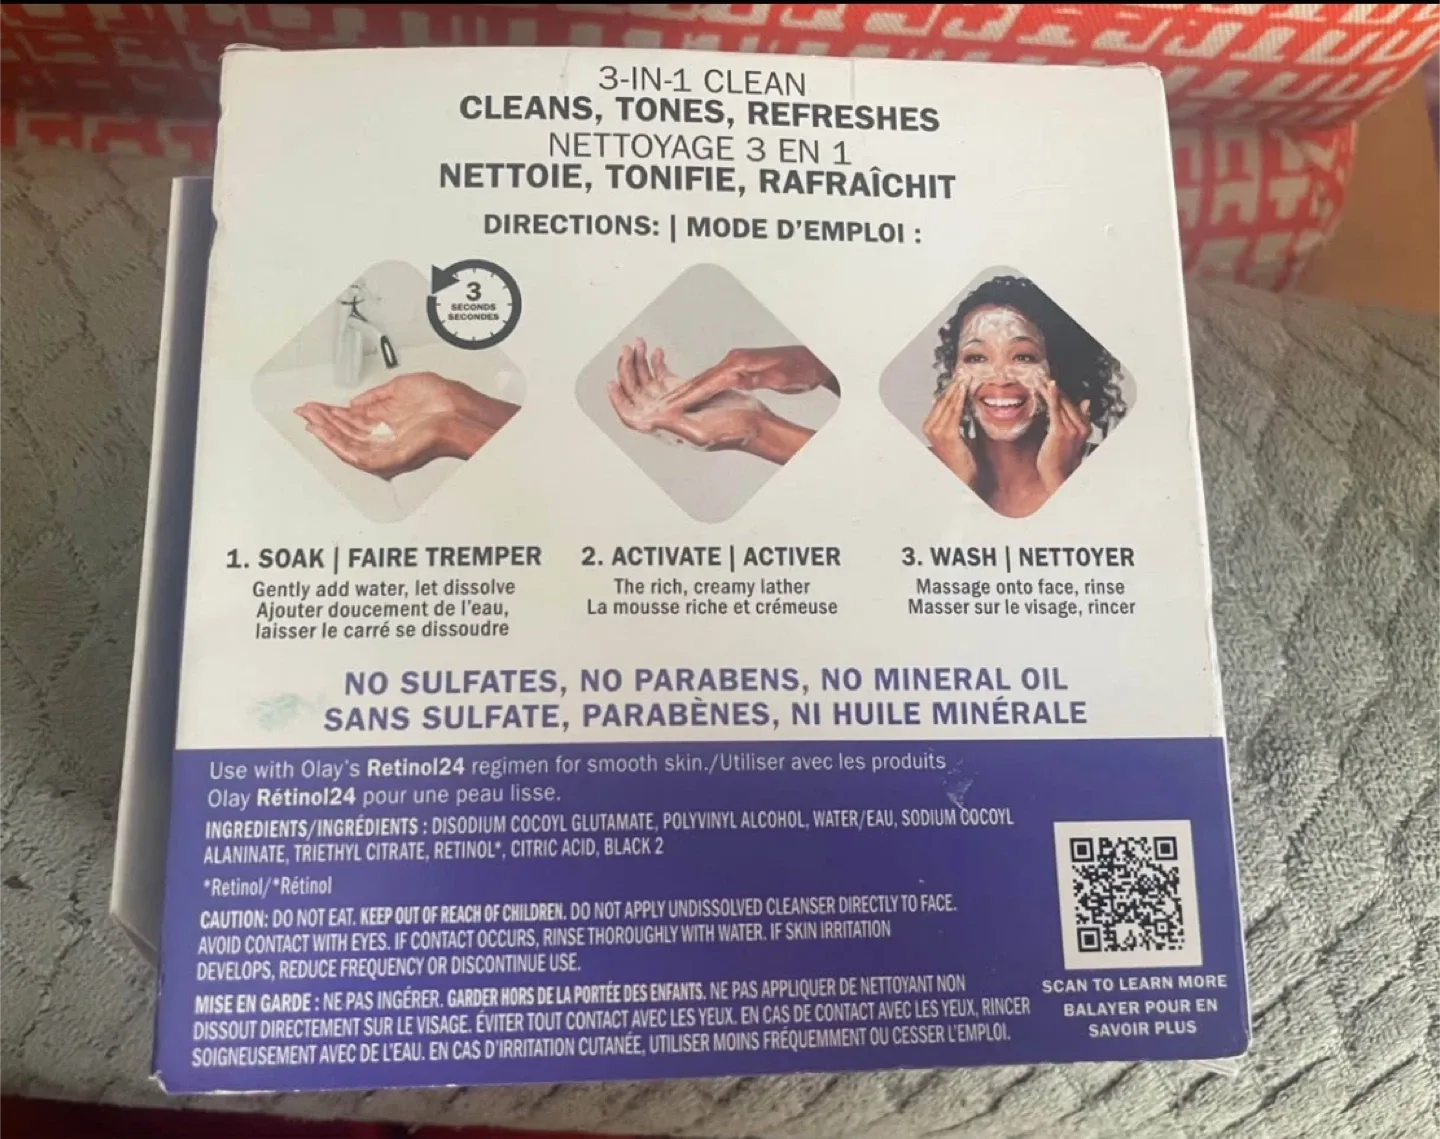 3-IN-1 CLEAN
CLEANS, TONES, REFRESHES
NETTOYAGE 3 EN 1
NETTOIE, TONIFIE, RAFRAÎCHIT
DIRECTIONS: | MODE D'EMPLOI :
3
SECONDS
SECONDES
1. SOAK | FAIRE TREMPER
Gently add water, let dissolve
Ajouter doucement de l'eau,
laisser le carré se dissoudre
2. ACTIVATE | ACTIVER
The rich, creamy lather
La mousse riche et crémeuse
3. WASH | NETTOYER
Massage onto face, rinse
Masser sur le visage, rincer
NO SULFATES, NO PARABENS, NO MINERAL OIL
SANS SULFATE, PARABÈNES, NI HUILE MINÉRALE
Use with Olay's Retinol24 regimen for smooth skin./Utiliser avec les produits
Olay Rétinol24 pour une peau lisse.
INGREDIENTS/INGRÉDIENTS : DISODIUM COCOYL GLUTAMATE, POLYVINYL ALCOHOL, WATER/EAU, SODIUM COCOYL
ALANINATE, TRIETHYL CITRATE, RETINOL*, CITRIC ACID, BLACK 2
*Retinol/*Rétinol
CAUTION: DO NOT EAT. KEEP OUT OF REACH OF CHILDREN. DO NOT APPLY UNDISSOLVED CLEANSER DIRECTLY TO FACE.
AVOID CONTACT WITH EYES. IF CONTACT OCCURS, RINSE THOROUGHLY WITH WATER. IF SKIN IRRITATION
DEVELOPS, REDUCE FREQUENCY OR DISCONTINUE USE.
MISE EN GARDE : NE PAS INGÉRER. GARDER HORS DE LA PORTÉE DES ENFANTS. NE PAS APPLIQUER DE NETTOYANT NON
DISSOUT DIRECTEMENT SUR LE VISAGE. ÉVITER TOUT CONTACT AVEC LES YEUX. EN CAS DE CONTACT AVEC LES YEUX, RINCER
SOIGNEUSEMENT AVEC DE L'EAU. EN CAS D'IRRITATION CUTANÉE, UTILISER MOINS FRÉQUEMMENT OU CESSER L'EMPLOI.
SCAN TO LEARN MORE
BALAYER POUR EN
SAVOIR PLUS